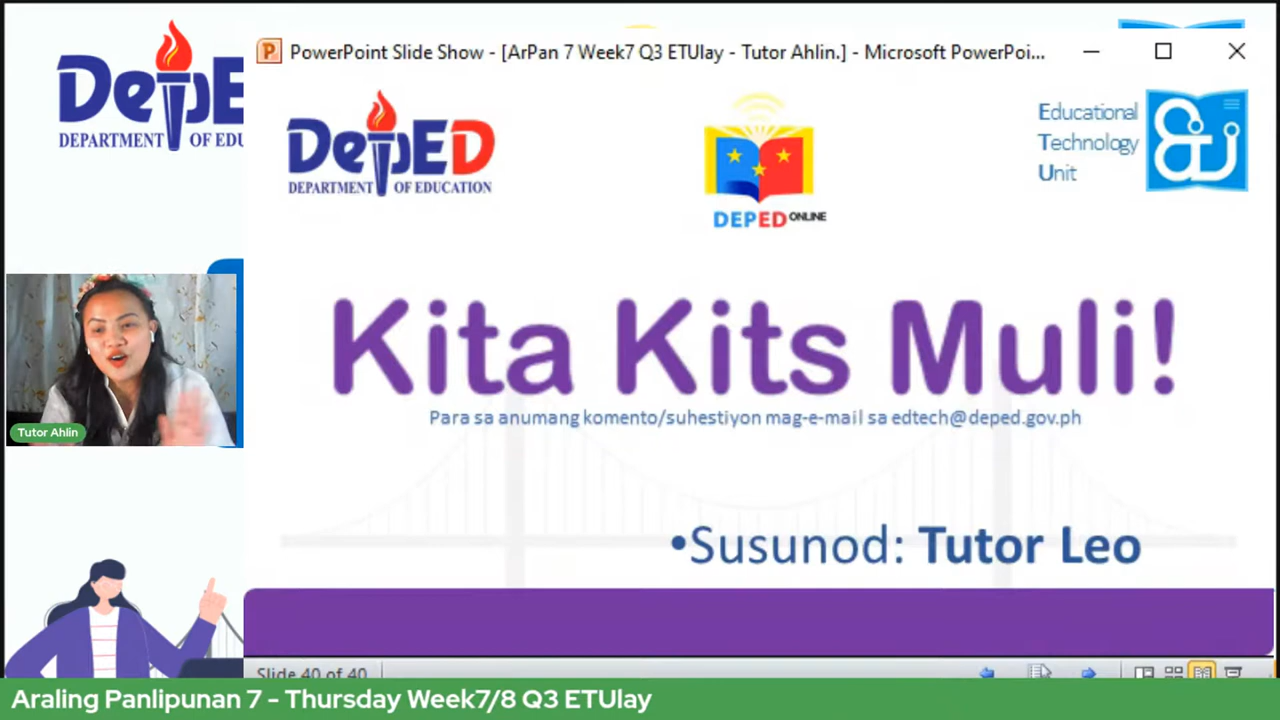 PowerPoint Slide Show - [ArPan 7 Week7 Q3 ETUlay - Tutor Ahlin.] - Microsoft PowerPoi...
DepE
DEPARTMENT OF EDU
DepED
DEPARTMENT OF EDUCATION
DEPED ONLINE
Educational
Technology
Unit
Kita Kits Muli!
Para sa anumang komento/suhestiyon mag-e-mail sa edtech@deped.gov.ph
Tutor Ahlin
•Susunod: Tutor Leo
Slide 40 of 40
Araling Panlipunan 7 - Thursday Week7/8 Q3 ETUlay